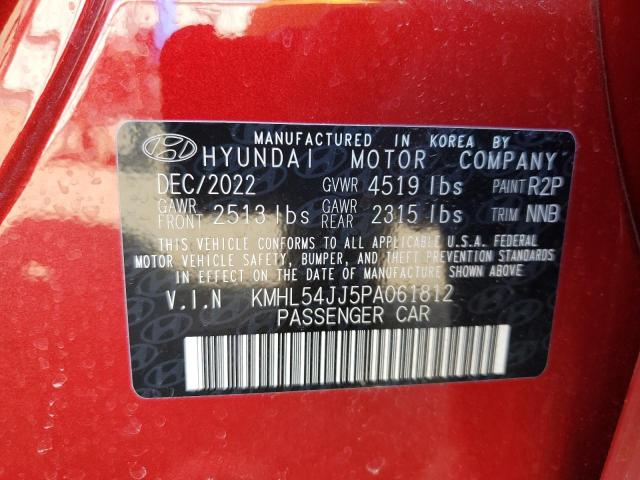 MANUFACTURED IN KOREA BY
HYUNDAI MOTOR COMPANY
DEC/2022 GVWR 4519 lbs PAINT R2P
GAWR FRONT 2513 lbs GAWR REAR 2315 lbs TRIM NNB
THIS VEHICLE CONFORMS TO ALL APPLICABLE U.S.A. FEDERAL
MOTOR VEHICLE SAFETY, BUMPER, AND THEFT PREVENTION STANDARDS
IN EFFECT ON THE DATE OF MANUFACTURE SHOWN ABOVE.
V.I.N KMHL54JJ5PA061812
PASSENGER CAR